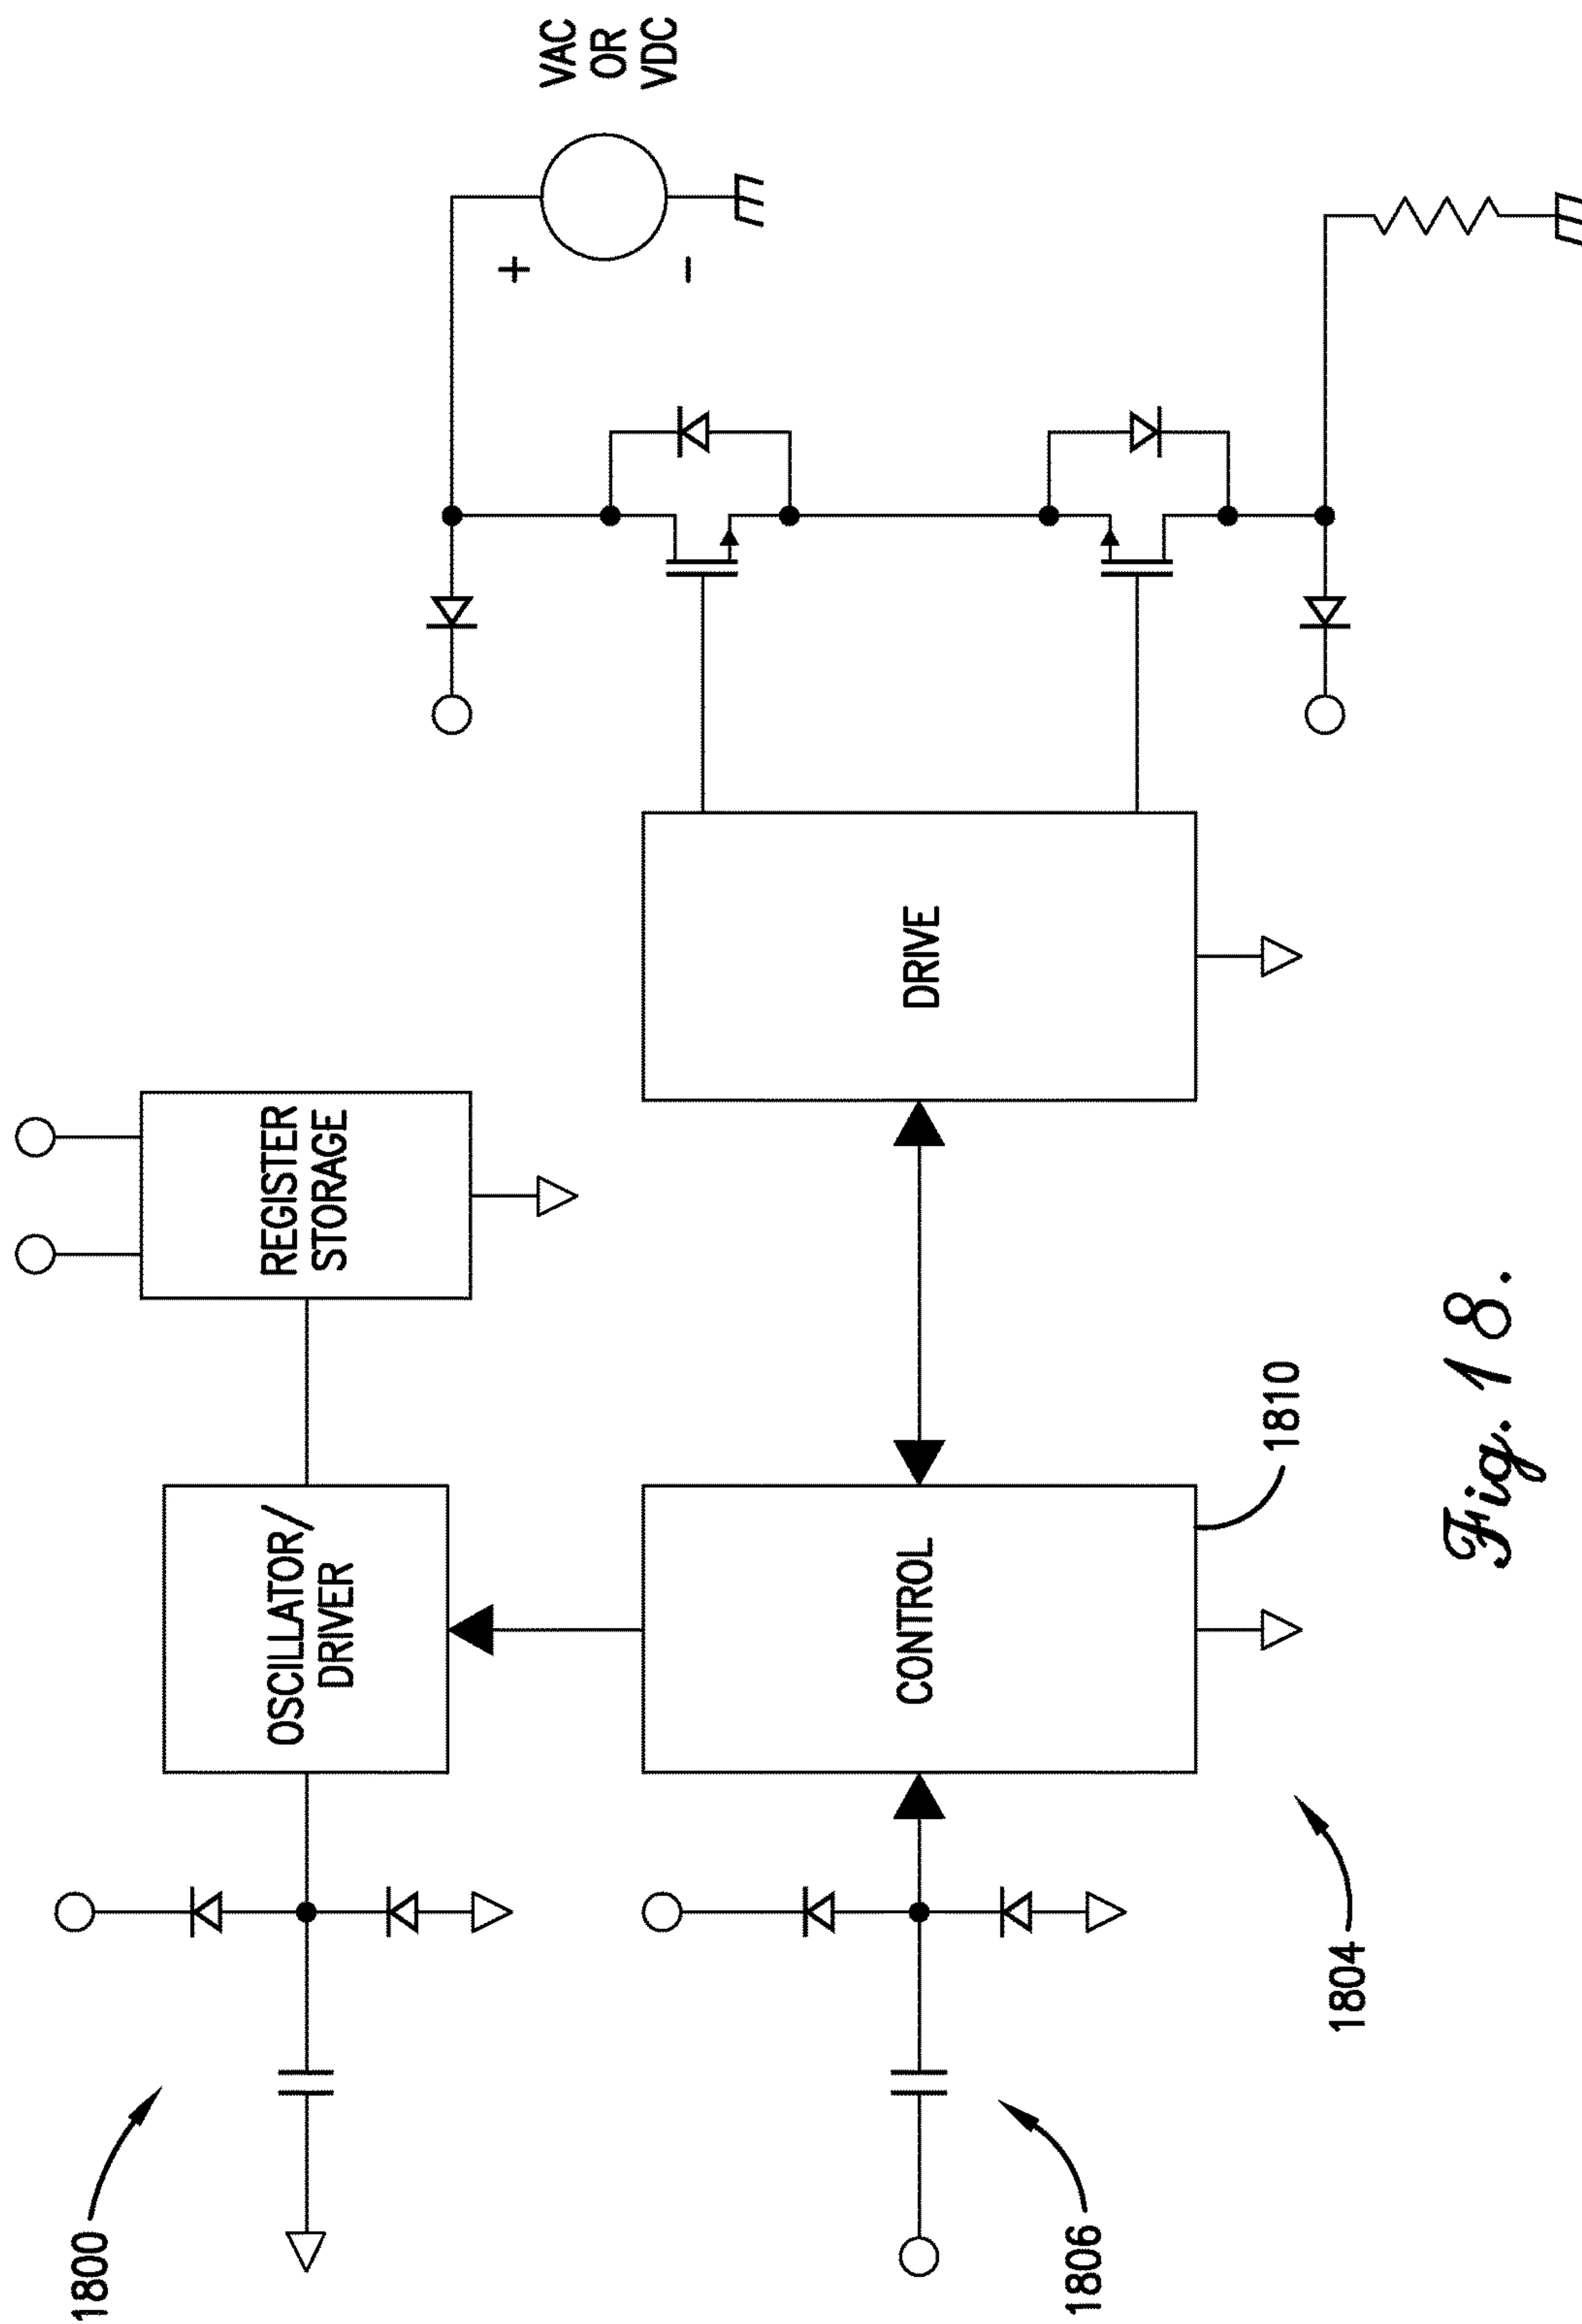 1800
OSCILLATOR/
DRIVER
REGISTER
STORAGE
VAC
OR
VDC
+
-
1806
CONTROL
DRIVE
1804
1810
Fig. 18.